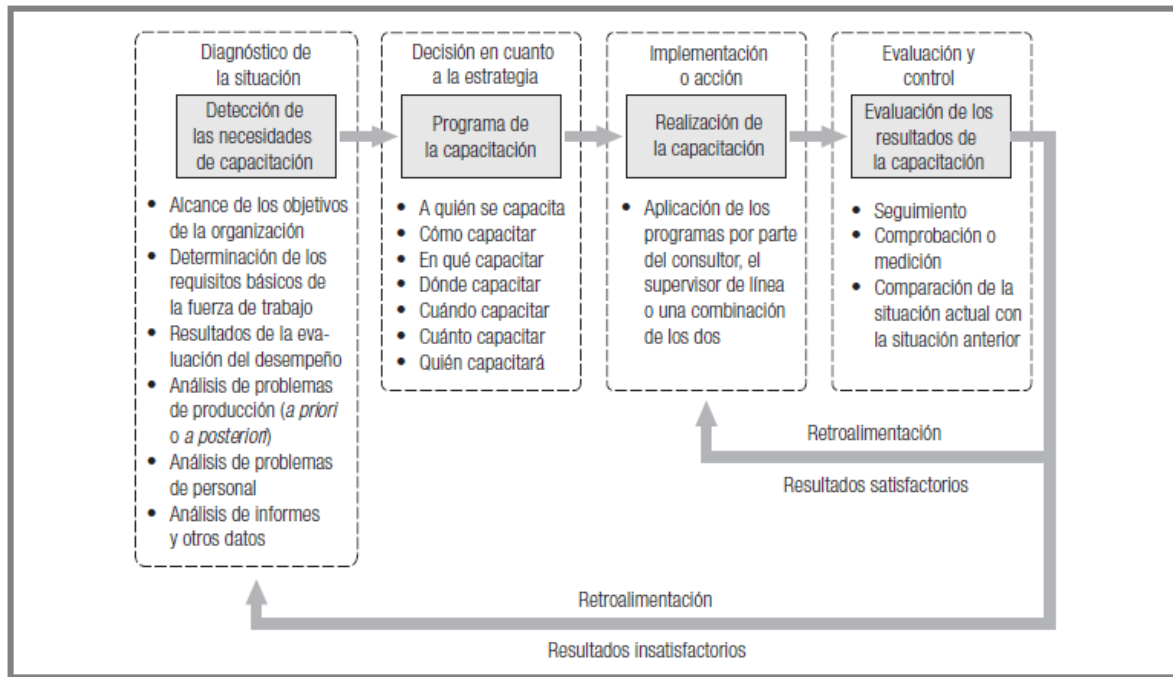 Diagnóstico de
la situación
Detección de
las necesidades
de capacitación
• Alcance de los objetivos
de la organización
• Determinación de los
requisitos básicos de
la fuerza de trabajo
• Resultados de la eva-
luación del desempeño
• Análisis de problemas
de producción (a priori
o a posteriori)
• Análisis de problemas
de personal
• Análisis de informes
y otros datos
Decisión en cuanto
a la estrategia
Programa de
la capacitación
• A quién se capacita
• Cómo capacitar
• En qué capacitar
• Dónde capacitar
• Cuándo capacitar
• Cuánto capacitar
• Quién capacitará
Implementación
o acción
Realización de
la capacitación
• Aplicación de los
programas por parte
del consultor, el
supervisor de línea
o una combinación
de los dos
Evaluación y
control
Evaluación de los
resultados de
la capacitación
• Seguimiento
• Comprobación o
medición
• Comparación de la
situación actual con
la situación anterior
Retroalimentación
Resultados satisfactorios
Retroalimentación
Resultados insatisfactorios